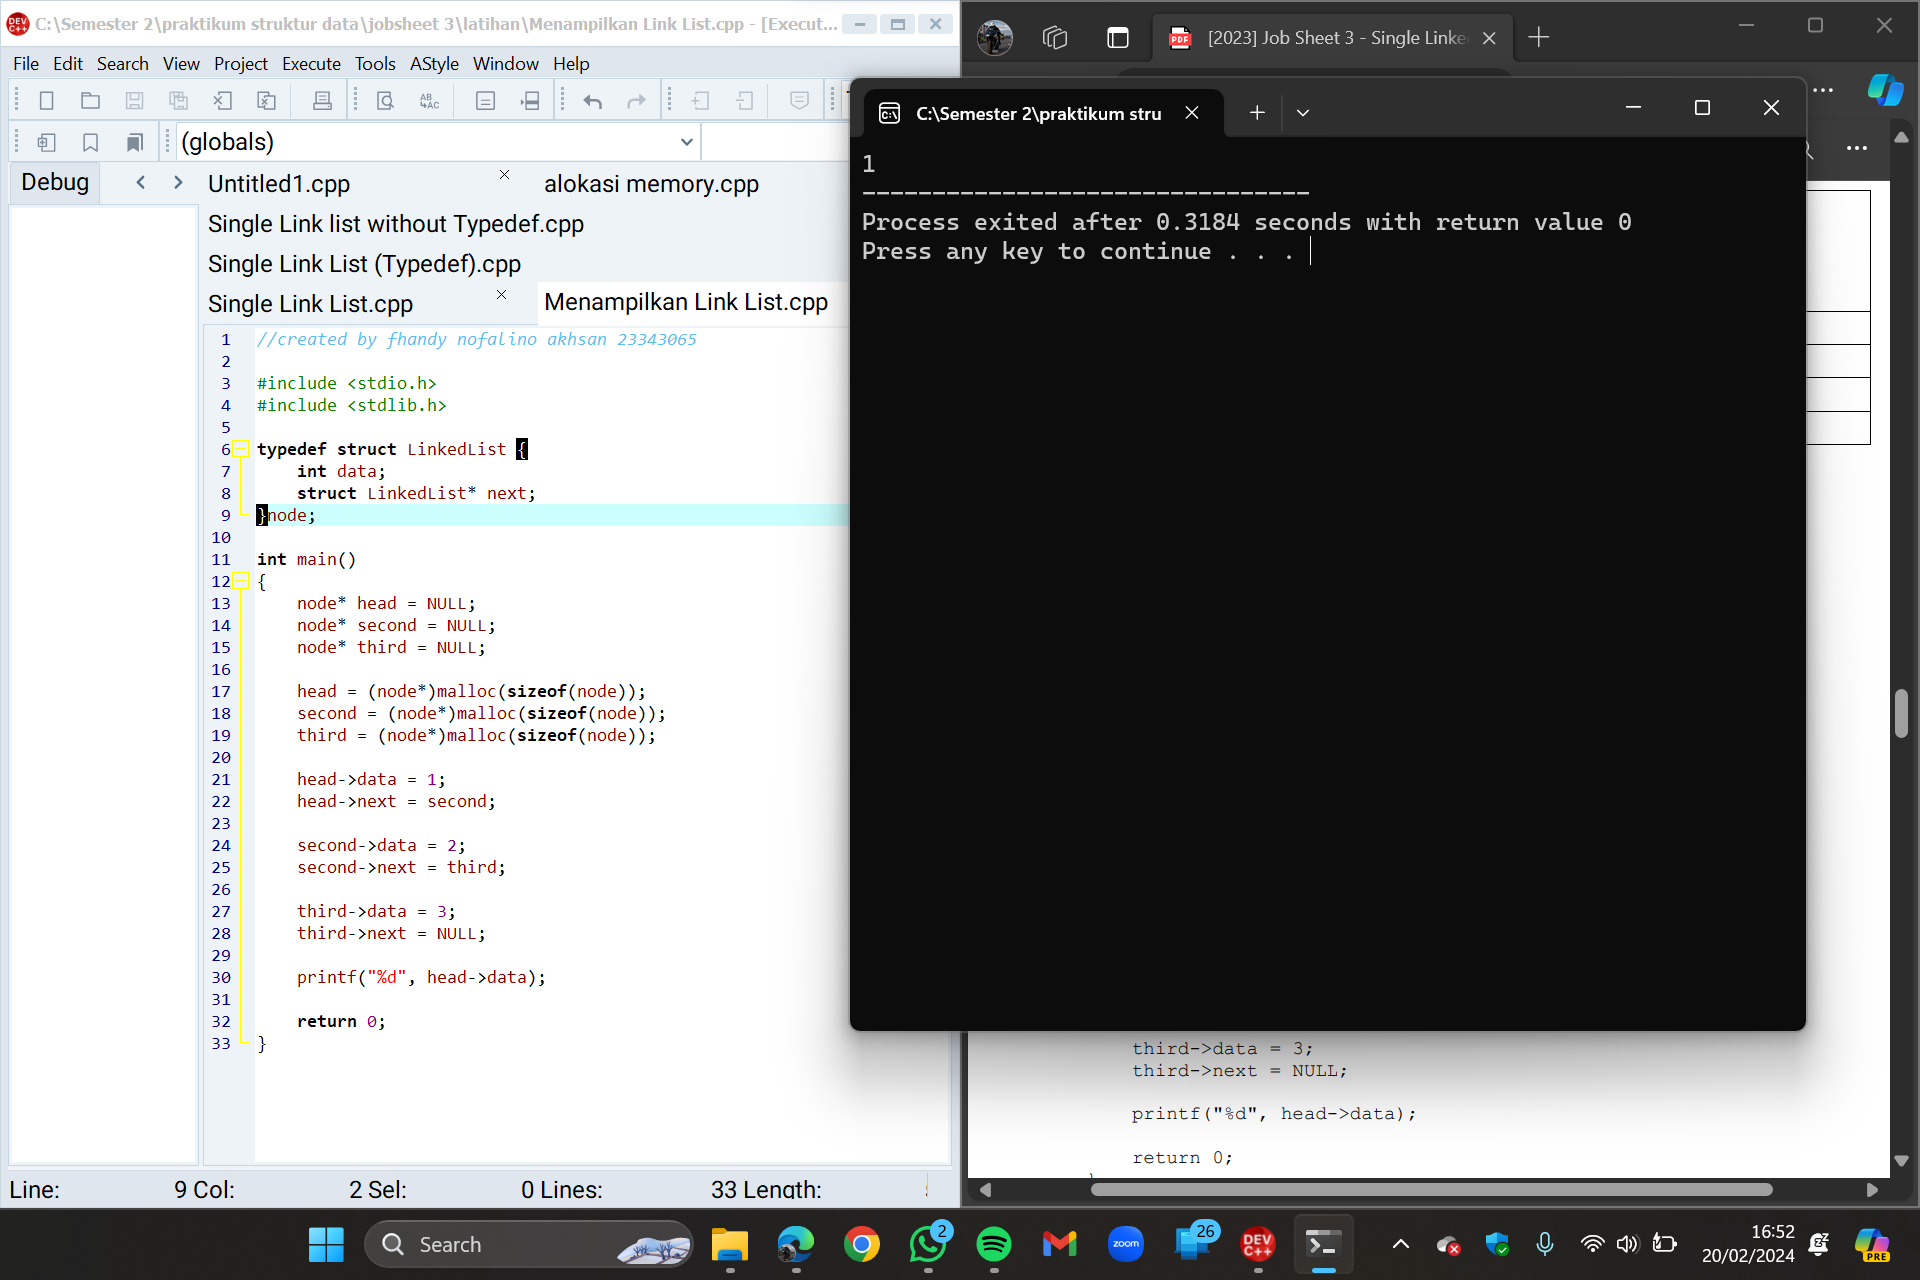 C:\Semester 2\praktikum struktur data\jobsheet 3\latihan\Menampilkan Link List.cpp - [Execut...
File Edit Search View Project Execute Tools AStyle Window Help
(globals)
Debug
Untitled1.cpp
alokasi memory.cpp
Single Link list without Typedef.cpp
Single Link List (Typedef).cpp
Single Link List.cpp
Menampilkan Link List.cpp
1 //created by fhandy nofalino akhsan 23343065
2
3 #include <stdio.h>
4 #include <stdlib.h>
5
6 typedef struct LinkedList {
7 int data;
8 struct LinkedList* next;
9 }node;
10
11 int main()
12 {
13 node* head = NULL;
14 node* second = NULL;
15 node* third = NULL;
16
17 head = (node*)malloc(sizeof(node));
18 second = (node*)malloc(sizeof(node));
19 third = (node*)malloc(sizeof(node));
20
21 head->data = 1;
22 head->next = second;
23
24 second->data = 2;
25 second->next = third;
26
27 third->data = 3;
28 third->next = NULL;
29
30 printf("%d", head->data);
31
32 return 0;
33 }
Line: 9 Col: 2 Sel: 0 Lines: 33 Length:
[2023] Job Sheet 3 - Single Linke
C:\Semester 2\praktikum stru
1
--------------------------------
Process exited after 0.3184 seconds with return value 0
Press any key to continue . . .
third->data = 3;
third->next = NULL;
printf("%d", head->data);
return 0;
Search
2
zoom
26
DEV C++
16:52
20/02/2024
PRE